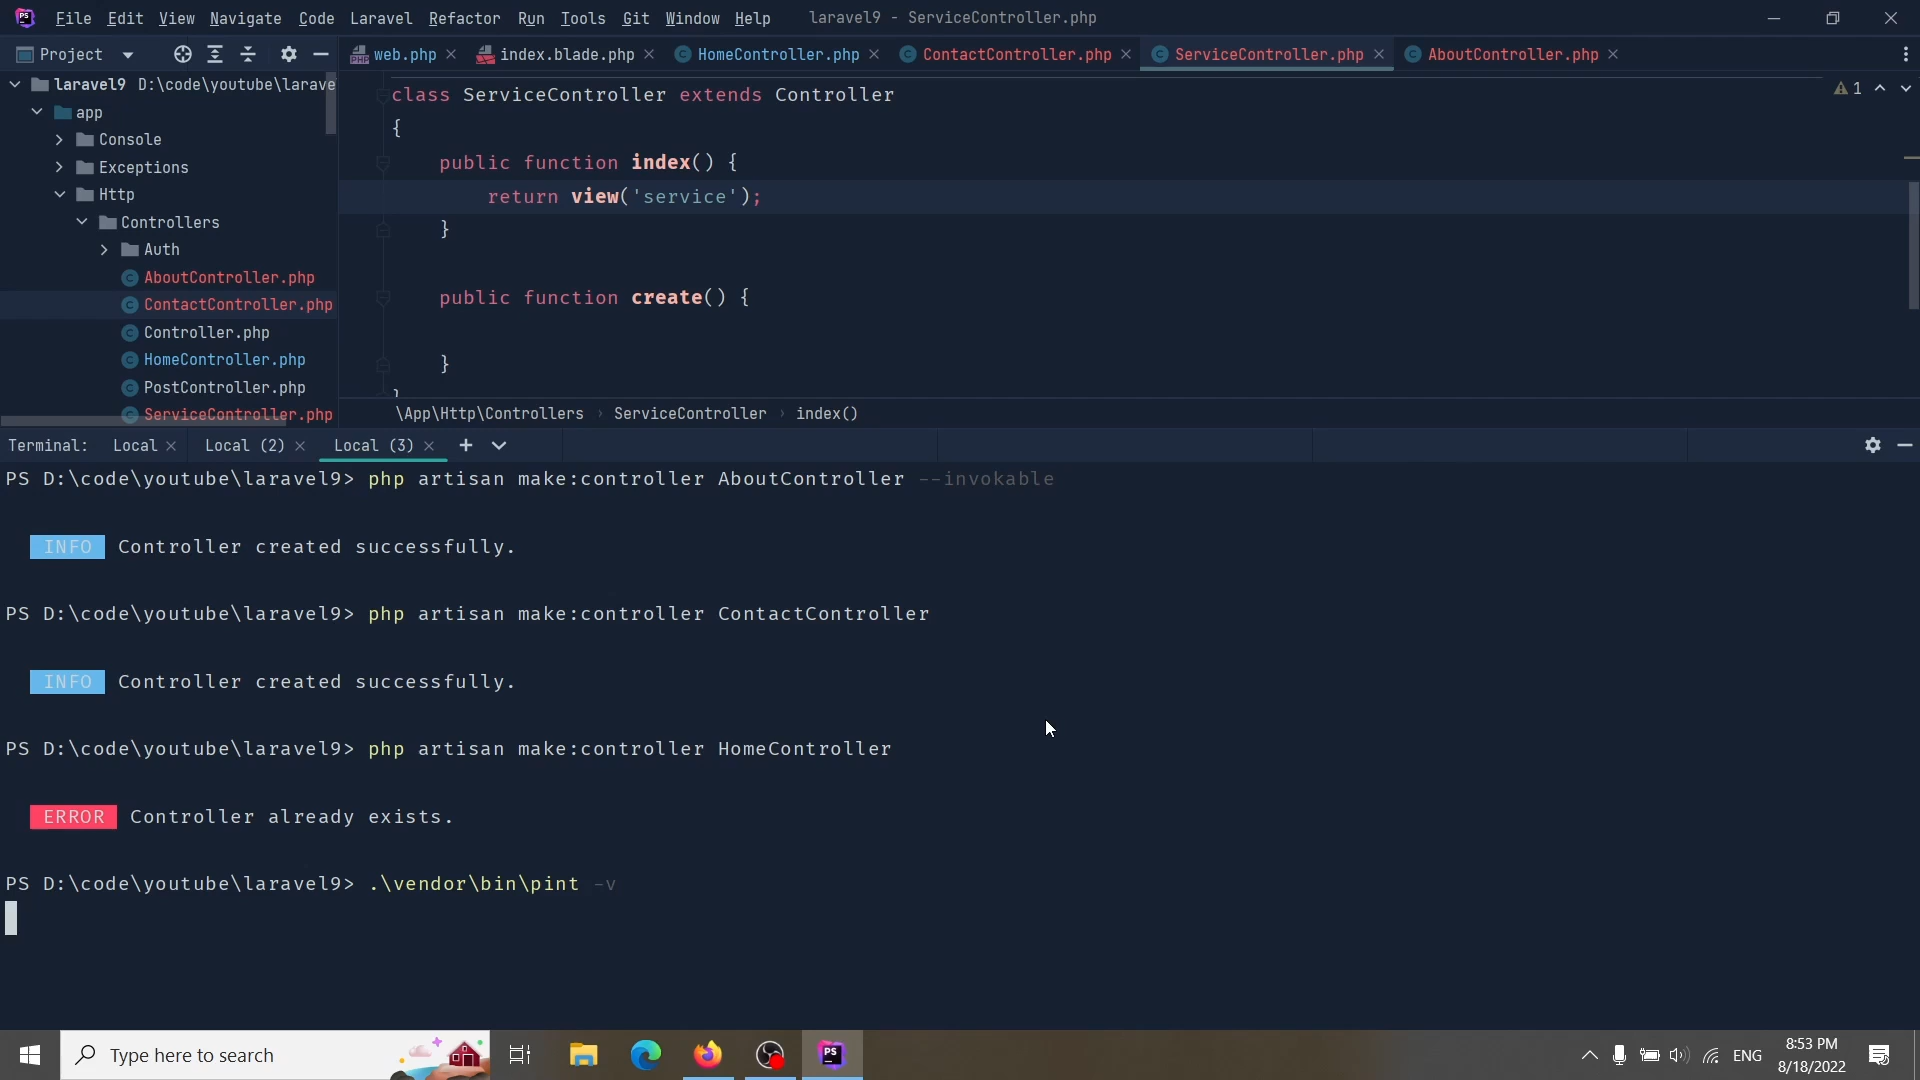 File Edit View Navigate Code Laravel Refactor Run Tools Git Window Help laravel9 - ServiceController.php
Project
web.php index.blade.php HomeController.php ContactController.php ServiceController.php AboutController.php
laravel9 D:\code\youtube\larave
app
Console
Exceptions
Http
Controllers
Auth
AboutController.php
ContactController.php
Controller.php
HomeController.php
PostController.php
ServiceController.php
class ServiceController extends Controller
{
public function index() {
return view('service');
}
public function create() {
}
}
1
\App\Http\Controllers › ServiceController › index()
Terminal: Local Local (2) Local (3)
PS D:\code\youtube\laravel9> php artisan make:controller AboutController --invokable
INFO Controller created successfully.
PS D:\code\youtube\laravel9> php artisan make:controller ContactController
INFO Controller created successfully.
PS D:\code\youtube\laravel9> php artisan make:controller HomeController
ERROR Controller already exists.
PS D:\code\youtube\laravel9> .\vendor\bin\pint -v
Type here to search
ENG
8:53 PM
8/18/2022